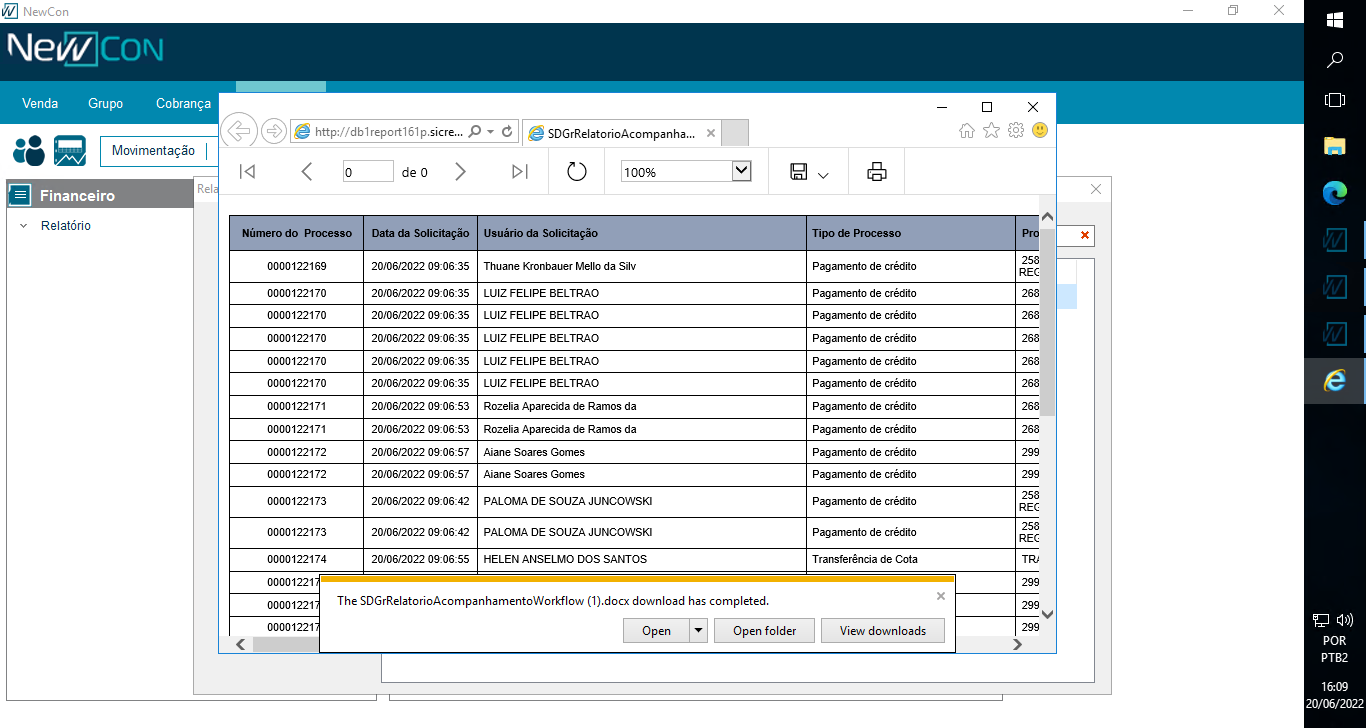 NewCon
NewCon
Venda Grupo Cobrança
Movimentação
Financeiro
Relatório
Rela
http://db1report161p.sicre...
SDGrRelatorioAcompanha...
0 de 0
100%
Número do Processo Data da Solicitação Usuário da Solicitação Tipo de Processo Pro
0000122169 20/06/2022 09:06:35 Thuane Kronbauer Mello da Silv Pagamento de crédito 258
REG
0000122170 20/06/2022 09:06:35 LUIZ FELIPE BELTRAO Pagamento de crédito 268
0000122170 20/06/2022 09:06:35 LUIZ FELIPE BELTRAO Pagamento de crédito 268
0000122170 20/06/2022 09:06:35 LUIZ FELIPE BELTRAO Pagamento de crédito 268
0000122170 20/06/2022 09:06:35 LUIZ FELIPE BELTRAO Pagamento de crédito 268
0000122170 20/06/2022 09:06:35 LUIZ FELIPE BELTRAO Pagamento de crédito 268
0000122171 20/06/2022 09:06:53 Rozelia Aparecida de Ramos da Pagamento de crédito 268
0000122171 20/06/2022 09:06:53 Rozelia Aparecida de Ramos da Pagamento de crédito 268
0000122172 20/06/2022 09:06:57 Aiane Soares Gomes Pagamento de crédito 299
0000122172 20/06/2022 09:06:57 Aiane Soares Gomes Pagamento de crédito 299
0000122173 20/06/2022 09:06:42 PALOMA DE SOUZA JUNCOWSKI Pagamento de crédito 258
REG
0000122173 20/06/2022 09:06:42 PALOMA DE SOUZA JUNCOWSKI Pagamento de crédito 258
REG
0000122174 20/06/2022 09:06:55 HELEN ANSELMO DOS SANTOS Transferência de Cota TRA
000012217 299
000012217 299
000012217 299
The SDGrRelatorioAcompanhamentoWorkflow (1).docx download has completed.
Open Open folder View downloads
POR
PTB2
16:09
20/06/2022